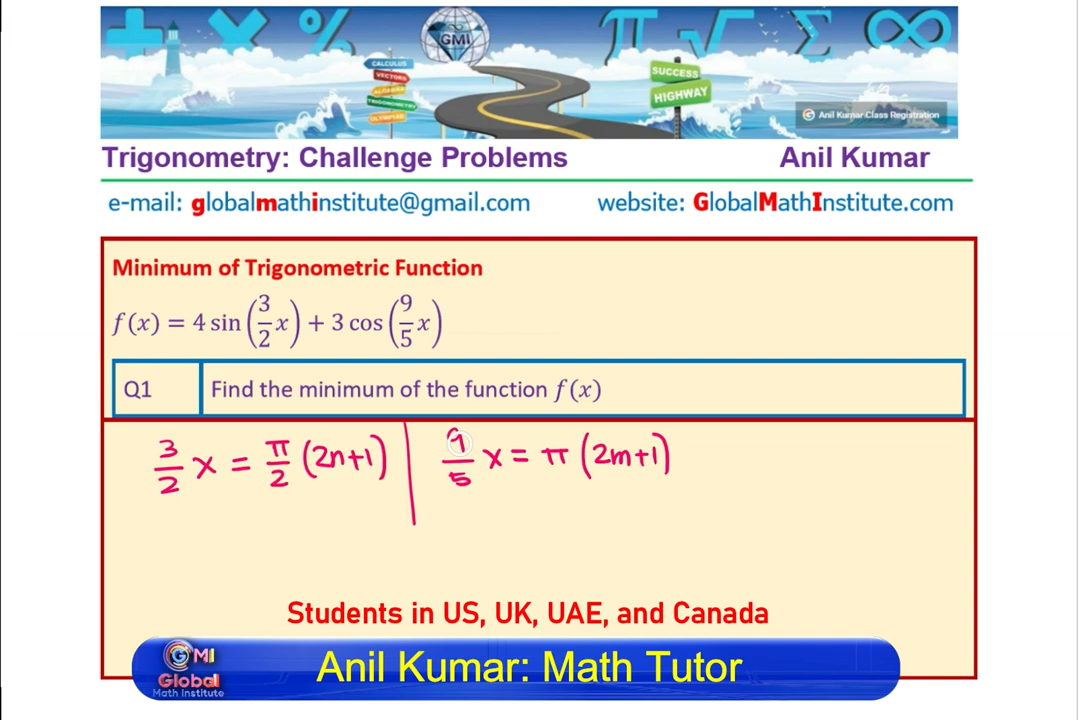 GMI
CALCULUS
VECTORS
TRIGONOMETRY
OLYMPIAD
SUCCESS
HIGHWAY
Anil Kumar Class Registration
Trigonometry: Challenge Problems Anil Kumar
e-mail: globalmathinstitute@gmail.com website: GlobalMathInstitute.com
Minimum of Trigonometric Function
f(x) = 4 sin(3/2 x) + 3 cos(9/5 x)
Q1 Find the minimum of the function f(x)
3/2 x = π/2 (2n+1) | 9/5 x = π (2m+1)
Students in US, UK, UAE, and Canada
GMI
Global
Math Institute
Anil Kumar: Math Tutor